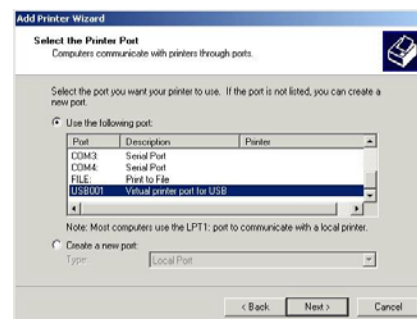 Add Printer Wizard
Select the Printer Port
Computers communicate with printers through ports.
Select the port you want your printer to use. If the port is not listed, you can create a
new port.
Use the following port:
Port Description Printer
COM3: Serial Port
COM4: Serial Port
FILE: Print to File
USB001 Virtual printer port for USB
Note: Most computers use the LPT1: port to communicate with a local printer.
Create a new port:
Type: Local Port
< Back Next > Cancel